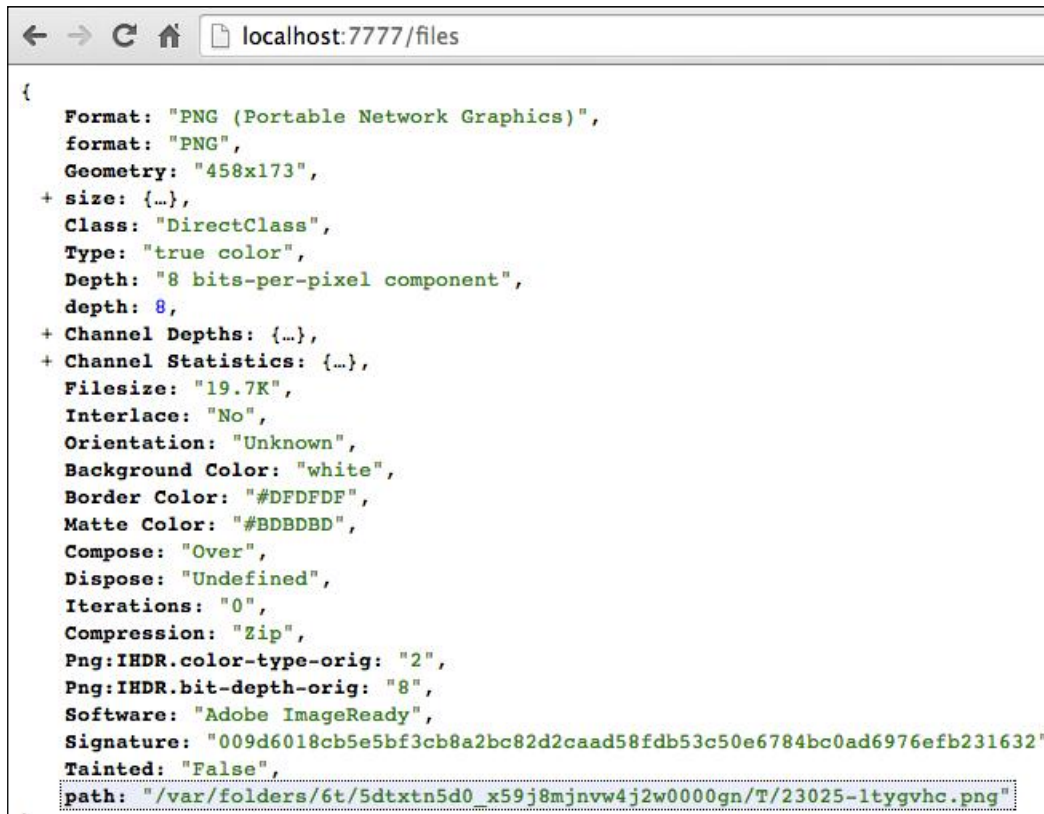 localhost:7777/files
{
Format: "PNG (Portable Network Graphics)",
format: "PNG",
Geometry: "458x173",
+ size: {…},
Class: "DirectClass",
Type: "true color",
Depth: "8 bits-per-pixel component",
depth: 8,
+ Channel Depths: {…},
+ Channel Statistics: {…},
Filesize: "19.7K",
Interlace: "No",
Orientation: "Unknown",
Background Color: "white",
Border Color: "#DFDFDF",
Matte Color: "#BDBDBD",
Compose: "Over",
Dispose: "Undefined",
Iterations: "0",
Compression: "Zip",
Png:IHDR.color-type-orig: "2",
Png:IHDR.bit-depth-orig: "8",
Software: "Adobe ImageReady",
Signature: "009d6018cb5e5bf3cb8a2bc82d2caad58fdb53c50e6784bc0ad6976efb231632"
Tainted: "False",
path: "/var/folders/6t/5dtxtn5d0_x59j8mjnvw4j2w0000gn/T/23025-1tygvhc.png"